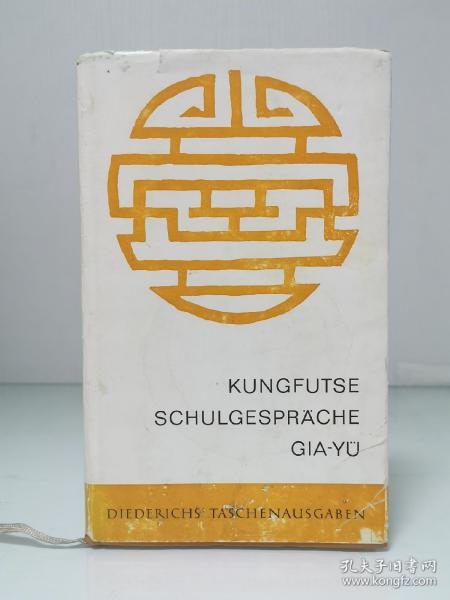 KUNGFUTSE
SCHULGESPRÄCHE
GIA-YÜ
DIEDERICHS TASCHENAUSGABEN
孔夫子旧书网
www.kongfz.com